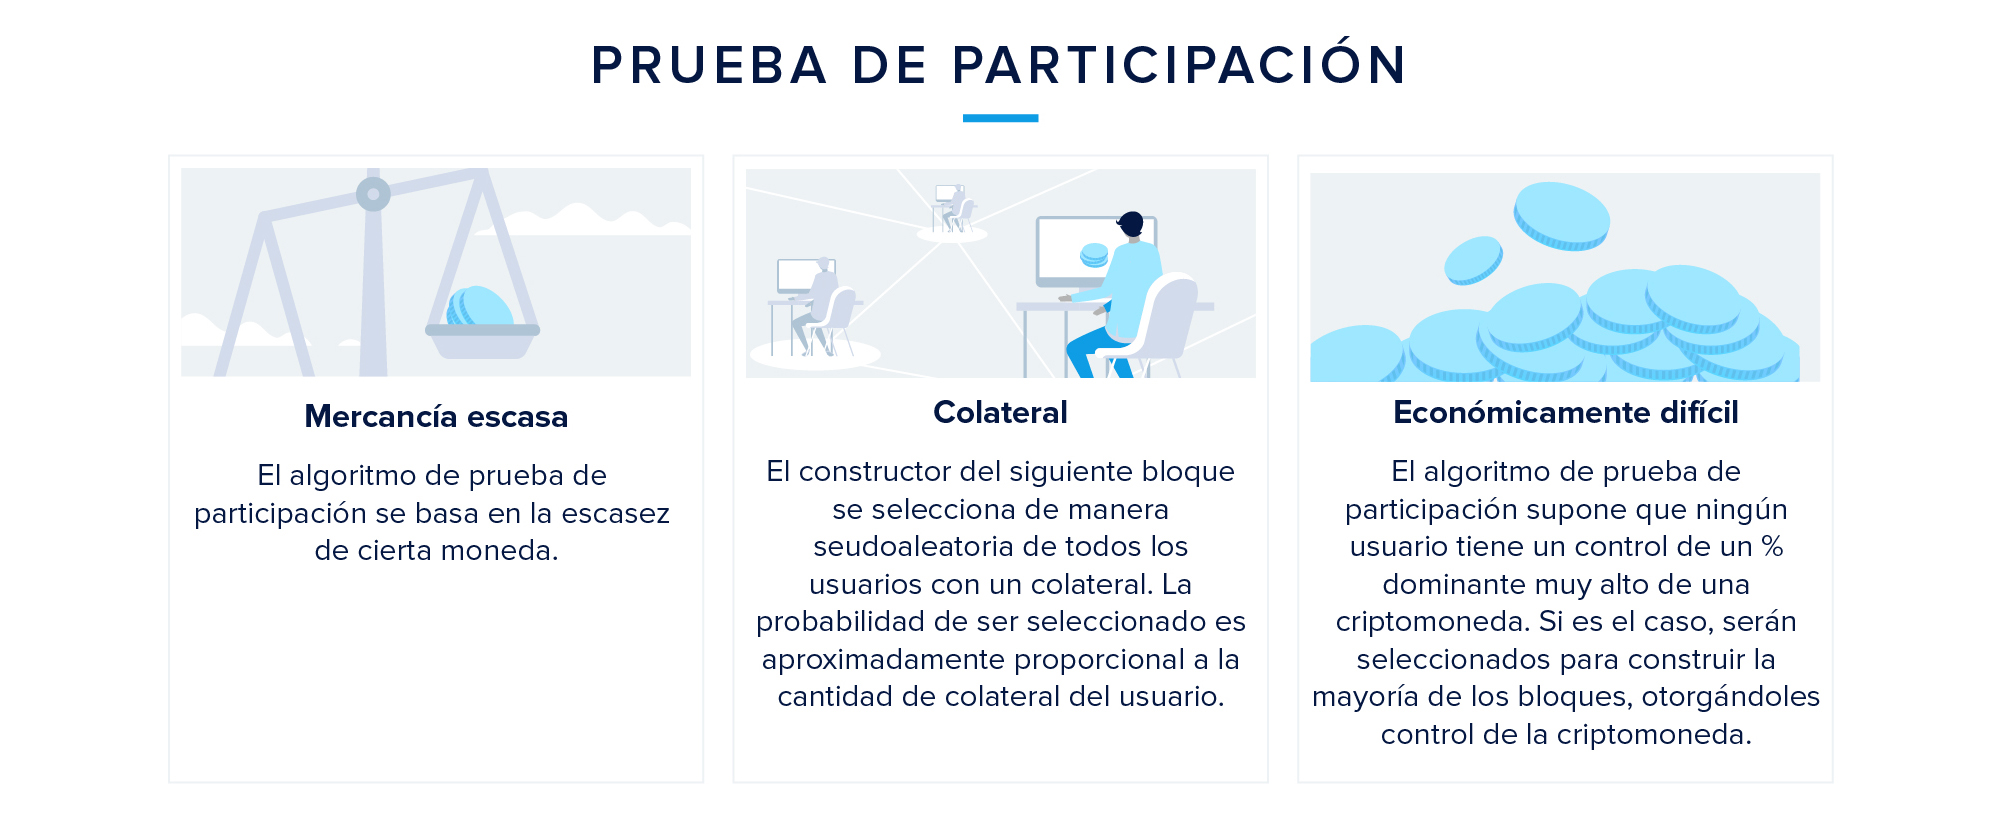 PRUEBA DE PARTICIPACIÓN
Mercancía escasa
El algoritmo de prueba de
participación se basa en la escasez
de cierta moneda.
Colateral
El constructor del siguiente bloque
se selecciona de manera
seudoaleatoria de todos los
usuarios con un colateral. La
probabilidad de ser seleccionado es
aproximadamente proporcional a la
cantidad de colateral del usuario.
Económicamente difícil
El algoritmo de prueba de
participación supone que ningún
usuario tiene un control de un %
dominante muy alto de una
criptomoneda. Si es el caso, serán
seleccionados para construir la
mayoría de los bloques, otorgándoles
control de la criptomoneda.